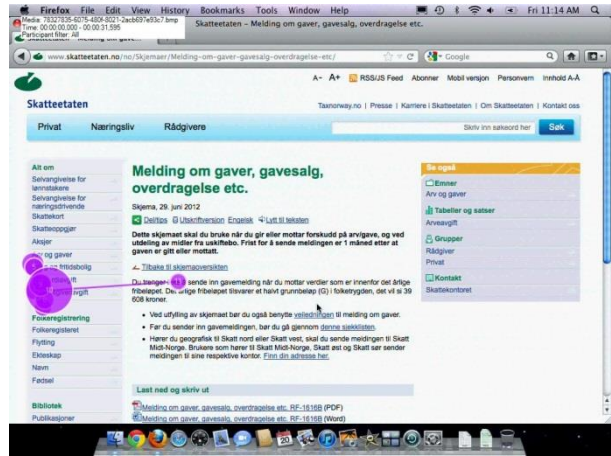 Firefox File Edit View History Bookmarks Tools Window Help Fri 11:14 AM
Media: 78327835-6075-480f-8021-2acb697e93c7.bmp
Time: 00:00:00,000 - 00:00:31,595
Participant filter: All
Skatteetaten – Melding om gaver, gavesalg, overdragelse etc.
www.skatteetaten.no/no/Skjemaer/Melding-om-gaver-gavesalg-overdragelse-etc/
Google
A- A+ RSS/JS Feed Abonner Mobil versjon Personvern Innhold A-Å
Skatteetaten
Taxnorway.no | Presse | Karriere i Skatteetaten | Om Skatteetaten | Kontakt oss
Privat Næringsliv Rådgivere
Skriv inn søkeord her Søk
Alt om
Selvangivelse for
lønnstakere
Selvangivelse for
næringsdrivende
Skattekort
Skatteoppgjør
Aksjer
og gaver
og fritidsbolig
Folkeregistrering
Folkeregisteret
Flytting
Ekteskap
Navn
Fødsel
Bibliotek
Publikasjoner
Melding om gaver, gavesalg,
overdragelse etc.
Skjema, 29. juni 2012
Del/tips Utskriftversjon Engelsk Lytt til teksten
Dette skjemaet skal du bruke når du gir eller mottar forskudd på arv/gave, og ved
utdeling av midler fra uskiftebo. Frist for å sende meldingen er 1 måned etter at
gaven er gitt eller mottatt.
Tilbake til skjemaoversikten
Du trenger å sende inn gavemelding når du mottar verdier som er innenfor det årlige
fribeløpet. Det årlige fribeløpet tilsvarer et halvt grunnbeløp (G) i folketrygden, det vil si 39
608 kroner.
• Ved utfylling av skjemaet bør du også benytte veiledningen til melding om gaver.
• Før du sender inn gavemeldingen, bør du gå gjennom denne sjekklisten.
• Hører du geografisk til Skatt nord eller Skatt vest, skal du sende meldingen til Skatt
Midt-Norge. Brukere som hører til Skatt Midt-Norge, Skatt øst og Skatt sør sender
meldingen til sine respektive kontor. Finn din adresse her.
Last ned og skriv ut
Melding om gaver, gavesalg, overdragelse etc. RF-1616B (PDF)
Melding om gaver, gavesalg, overdragelse etc. RF-1616B (Word)
Se også
Emner
Arv og gaver
Tabeller og satser
Arveavgift
Grupper
Rådgiver
Privat
Kontakt
Skattekontoret